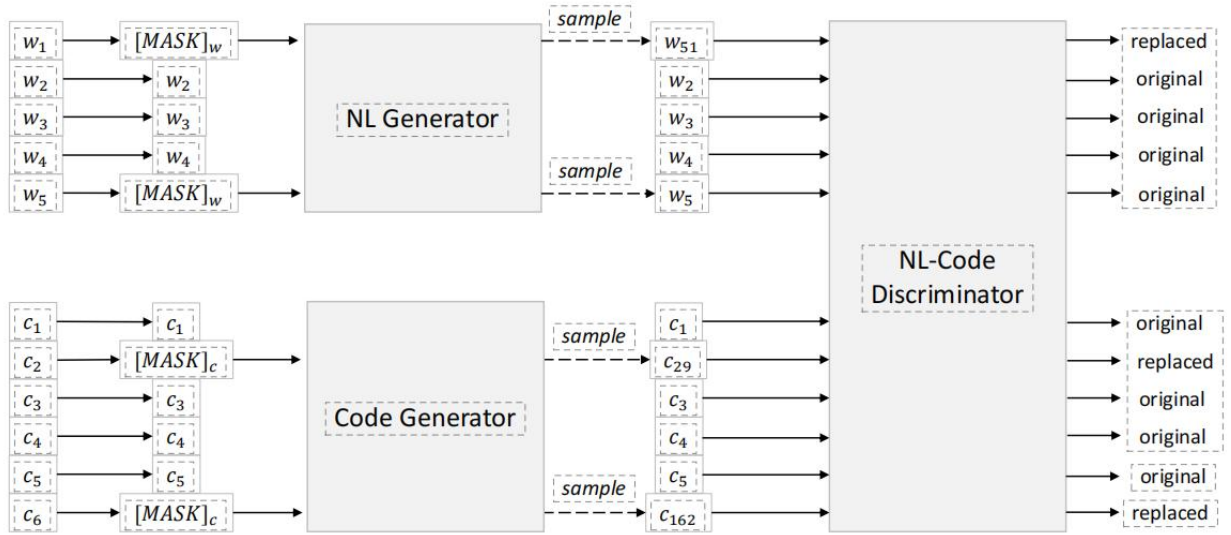 w₁ [MASK]w sample w₅₁ replaced
w₂ w₂ w₂ original
w₃ w₃ NL Generator w₃ original
w₄ w₄ w₄ original
w₅ [MASK]w sample w₅ original
NL-Code
Discriminator
c₁ c₁ c₁ original
c₂ [MASK]c sample c₂₉ replaced
c₃ c₃ c₃ original
c₄ c₄ Code Generator c₄ original
c₅ c₅ c₅ original
c₆ [MASK]c sample c₁₆₂ replaced